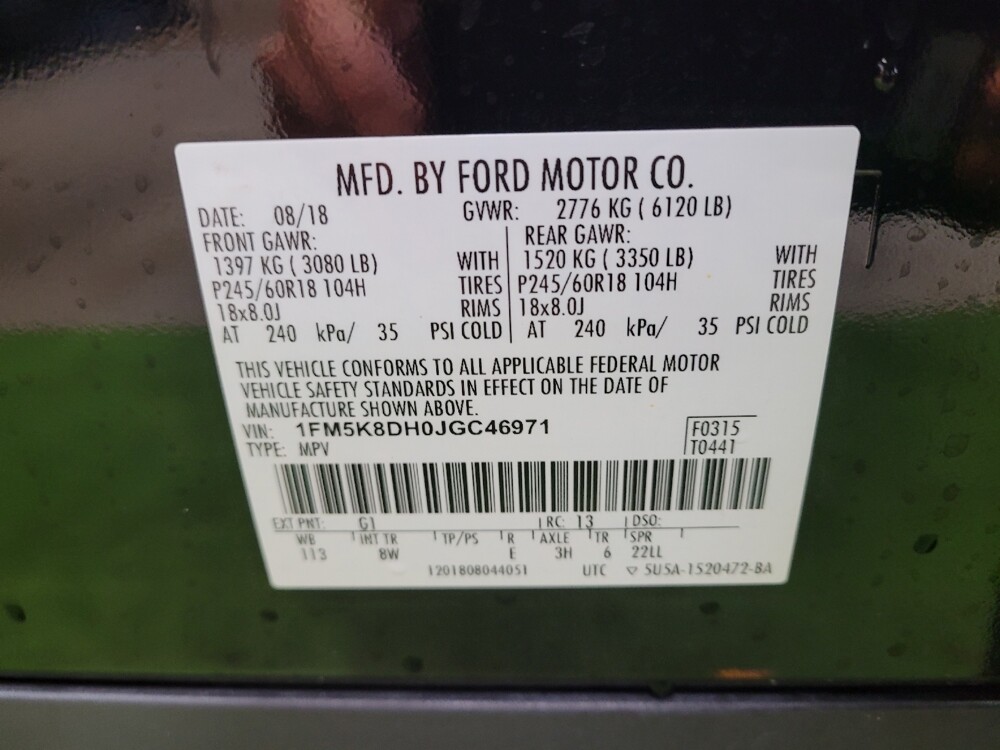 MFD. BY FORD MOTOR CO.
DATE: 08/18 GVWR: 2776 KG ( 6120 LB)
FRONT GAWR: REAR GAWR:
1397 KG ( 3080 LB) WITH 1520 KG ( 3350 LB) WITH
P245/60R18 104H TIRES P245/60R18 104H TIRES
18x8.0J RIMS 18x8.0J RIMS
AT 240 kPa/ 35 PSI COLD AT 240 kPa/ 35 PSI COLD
THIS VEHICLE CONFORMS TO ALL APPLICABLE FEDERAL MOTOR
VEHICLE SAFETY STANDARDS IN EFFECT ON THE DATE OF
MANUFACTURE SHOWN ABOVE.
VIN: 1FM5K8DH0JGC46971 F0315
TYPE: MPV T0441
EXT PNT: G1 RC: 13 DSO:
WB INT TR TP/PS R AXLE TR SPR
113 8W E 3H 6 22LL
1201808044051 UTC ▽ 5U5A-1520472-BA